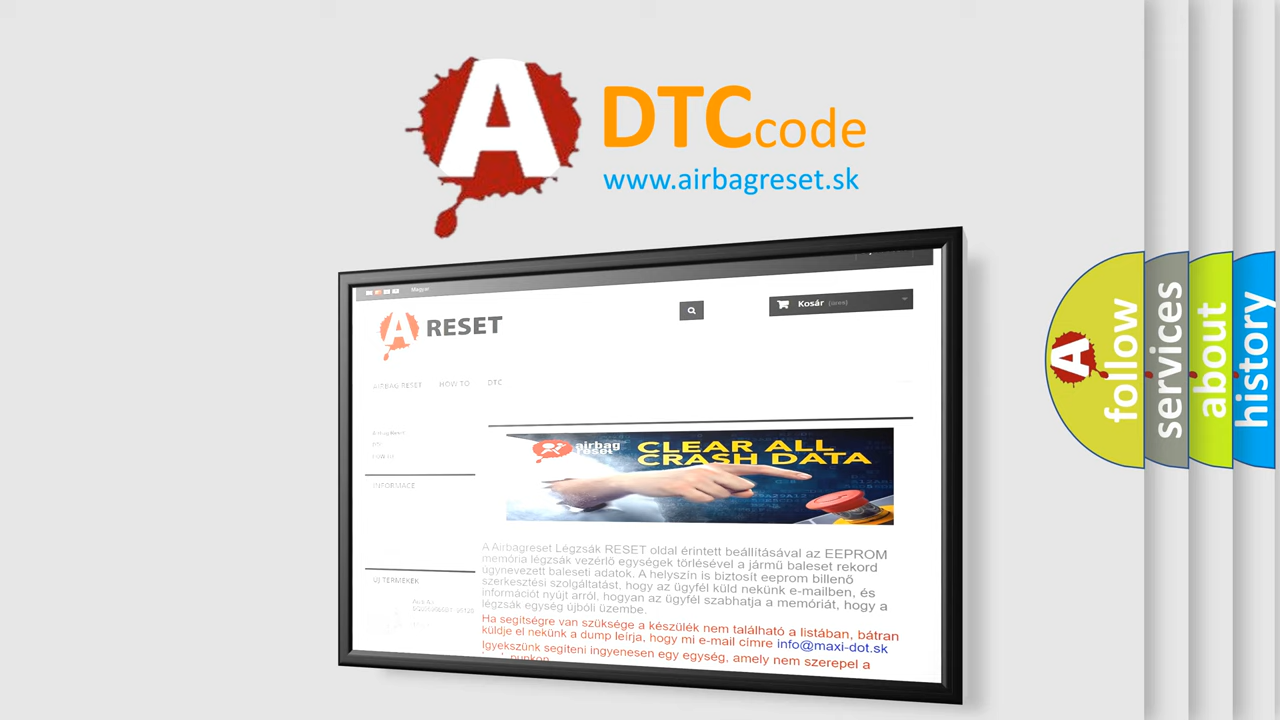 A
DTC code
www.airbagreset.sk
Magyar
Kosár (üres)
A RESET
AIRBAG RESET HOW TO DTC
INFORMACE
ÚJ TERMÉKEK
airbag
reset
CLEAR ALL
CRASH DATA
A Airbagreset Légzsák RESET oldal érintett beállításával az EEPROM
memória légzsák vezérlő egységek törlésével a jármű baleset rekord
úgynevezett baleseti adatok, A helyszín is biztosít eeprom billenő
szerkesztési szolgáltatást, hogy az ügyfél küld nekünk e-mailben, és
információt nyújt arról, hogyan az ügyfél szabhatja a memóriát, hogy a
légzsák egység újbóli üzembe.
Ha segítségre van szüksége a készülék nem található a listában, bátran
küldje el nekünk a dump leírja, hogy mi e-mail címre info@maxi-dot.sk
Igyekszünk segíteni ingyenesen egy egység, amely nem szerepel a
A
follow
services
about
history